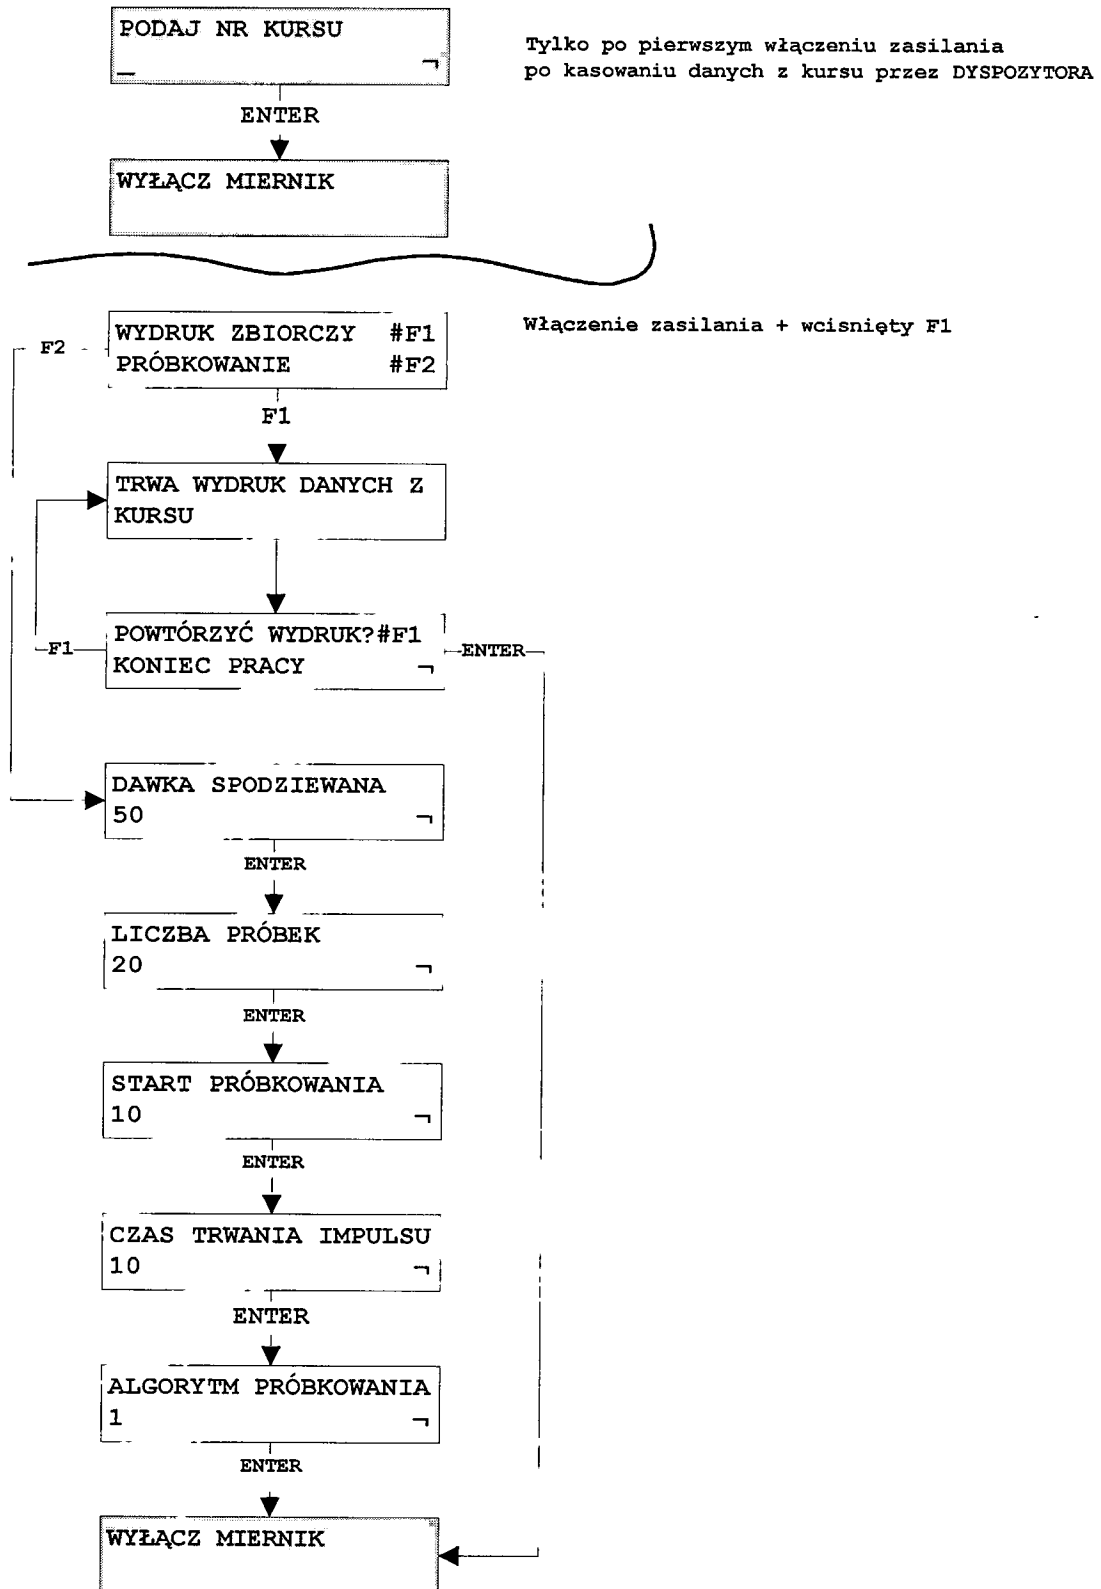 PODAJ NR KURSU
_ ¬
Tylko po pierwszym włączeniu zasilania
po kasowaniu danych z kursu przez DYSPOZYTORA
ENTER
WYŁĄCZ MIERNIK
WYDRUK ZBIORCZY #F1
PRÓBKOWANIE #F2
Włączenie zasilania + wcisnięty F1
F2
F1
TRWA WYDRUK DANYCH Z
KURSU
POWTÓRZYĆ WYDRUK?#F1
KONIEC PRACY ¬
F1
ENTER
DAWKA SPODZIEWANA
50 ¬
ENTER
LICZBA PRÓBEK
20 ¬
ENTER
START PRÓBKOWANIA
10 ¬
ENTER
CZAS TRWANIA IMPULSU
10 ¬
ENTER
ALGORYTM PRÓBKOWANIA
1 ¬
ENTER
WYŁĄCZ MIERNIK